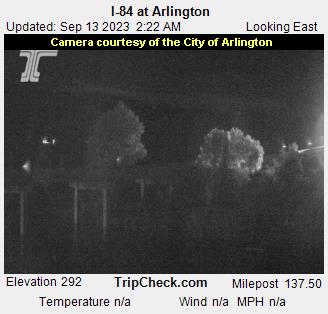 I-84 at Arlington
Updated: Sep 13 2023 2:22 AM Looking East
Camera courtesy of the City of Arlington
Elevation 292 TripCheck.com Milepost 137.50
Temperature n/a Wind n/a MPH n/a